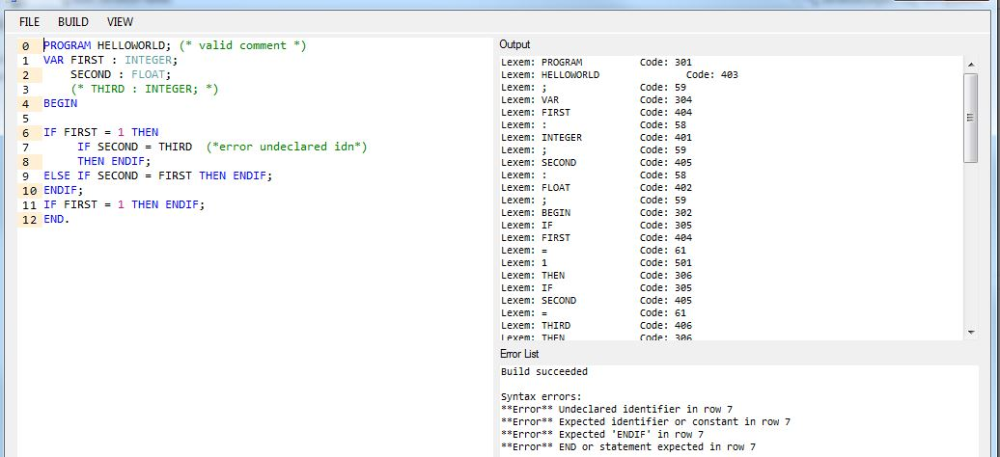 FILE BUILD VIEW
0 PROGRAM HELLOWORLD; (* valid comment *)
1 VAR FIRST : INTEGER;
2 SECOND : FLOAT;
3 (* THIRD : INTEGER; *)
4 BEGIN
5
6 IF FIRST = 1 THEN
7 IF SECOND = THIRD (*error undeclared idn*)
8 THEN ENDIF;
9 ELSE IF SECOND = FIRST THEN ENDIF;
10 ENDIF;
11 IF FIRST = 1 THEN ENDIF;
12 END.
Output
Lexem: PROGRAM Code: 301
Lexem: HELLOWORLD Code: 403
Lexem: ; Code: 59
Lexem: VAR Code: 304
Lexem: FIRST Code: 404
Lexem: : Code: 58
Lexem: INTEGER Code: 401
Lexem: ; Code: 59
Lexem: SECOND Code: 405
Lexem: : Code: 58
Lexem: FLOAT Code: 402
Lexem: ; Code: 59
Lexem: BEGIN Code: 302
Lexem: IF Code: 305
Lexem: FIRST Code: 404
Lexem: = Code: 61
Lexem: 1 Code: 501
Lexem: THEN Code: 306
Lexem: IF Code: 305
Lexem: SECOND Code: 405
Lexem: = Code: 61
Lexem: THIRD Code: 406
Lexem: THEN Code: 306
Error List
Build succeeded
Syntax errors:
**Error** Undeclared identifier in row 7
**Error** Expected identifier or constant in row 7
**Error** Expected 'ENDIF' in row 7
**Error** END or statement expected in row 7